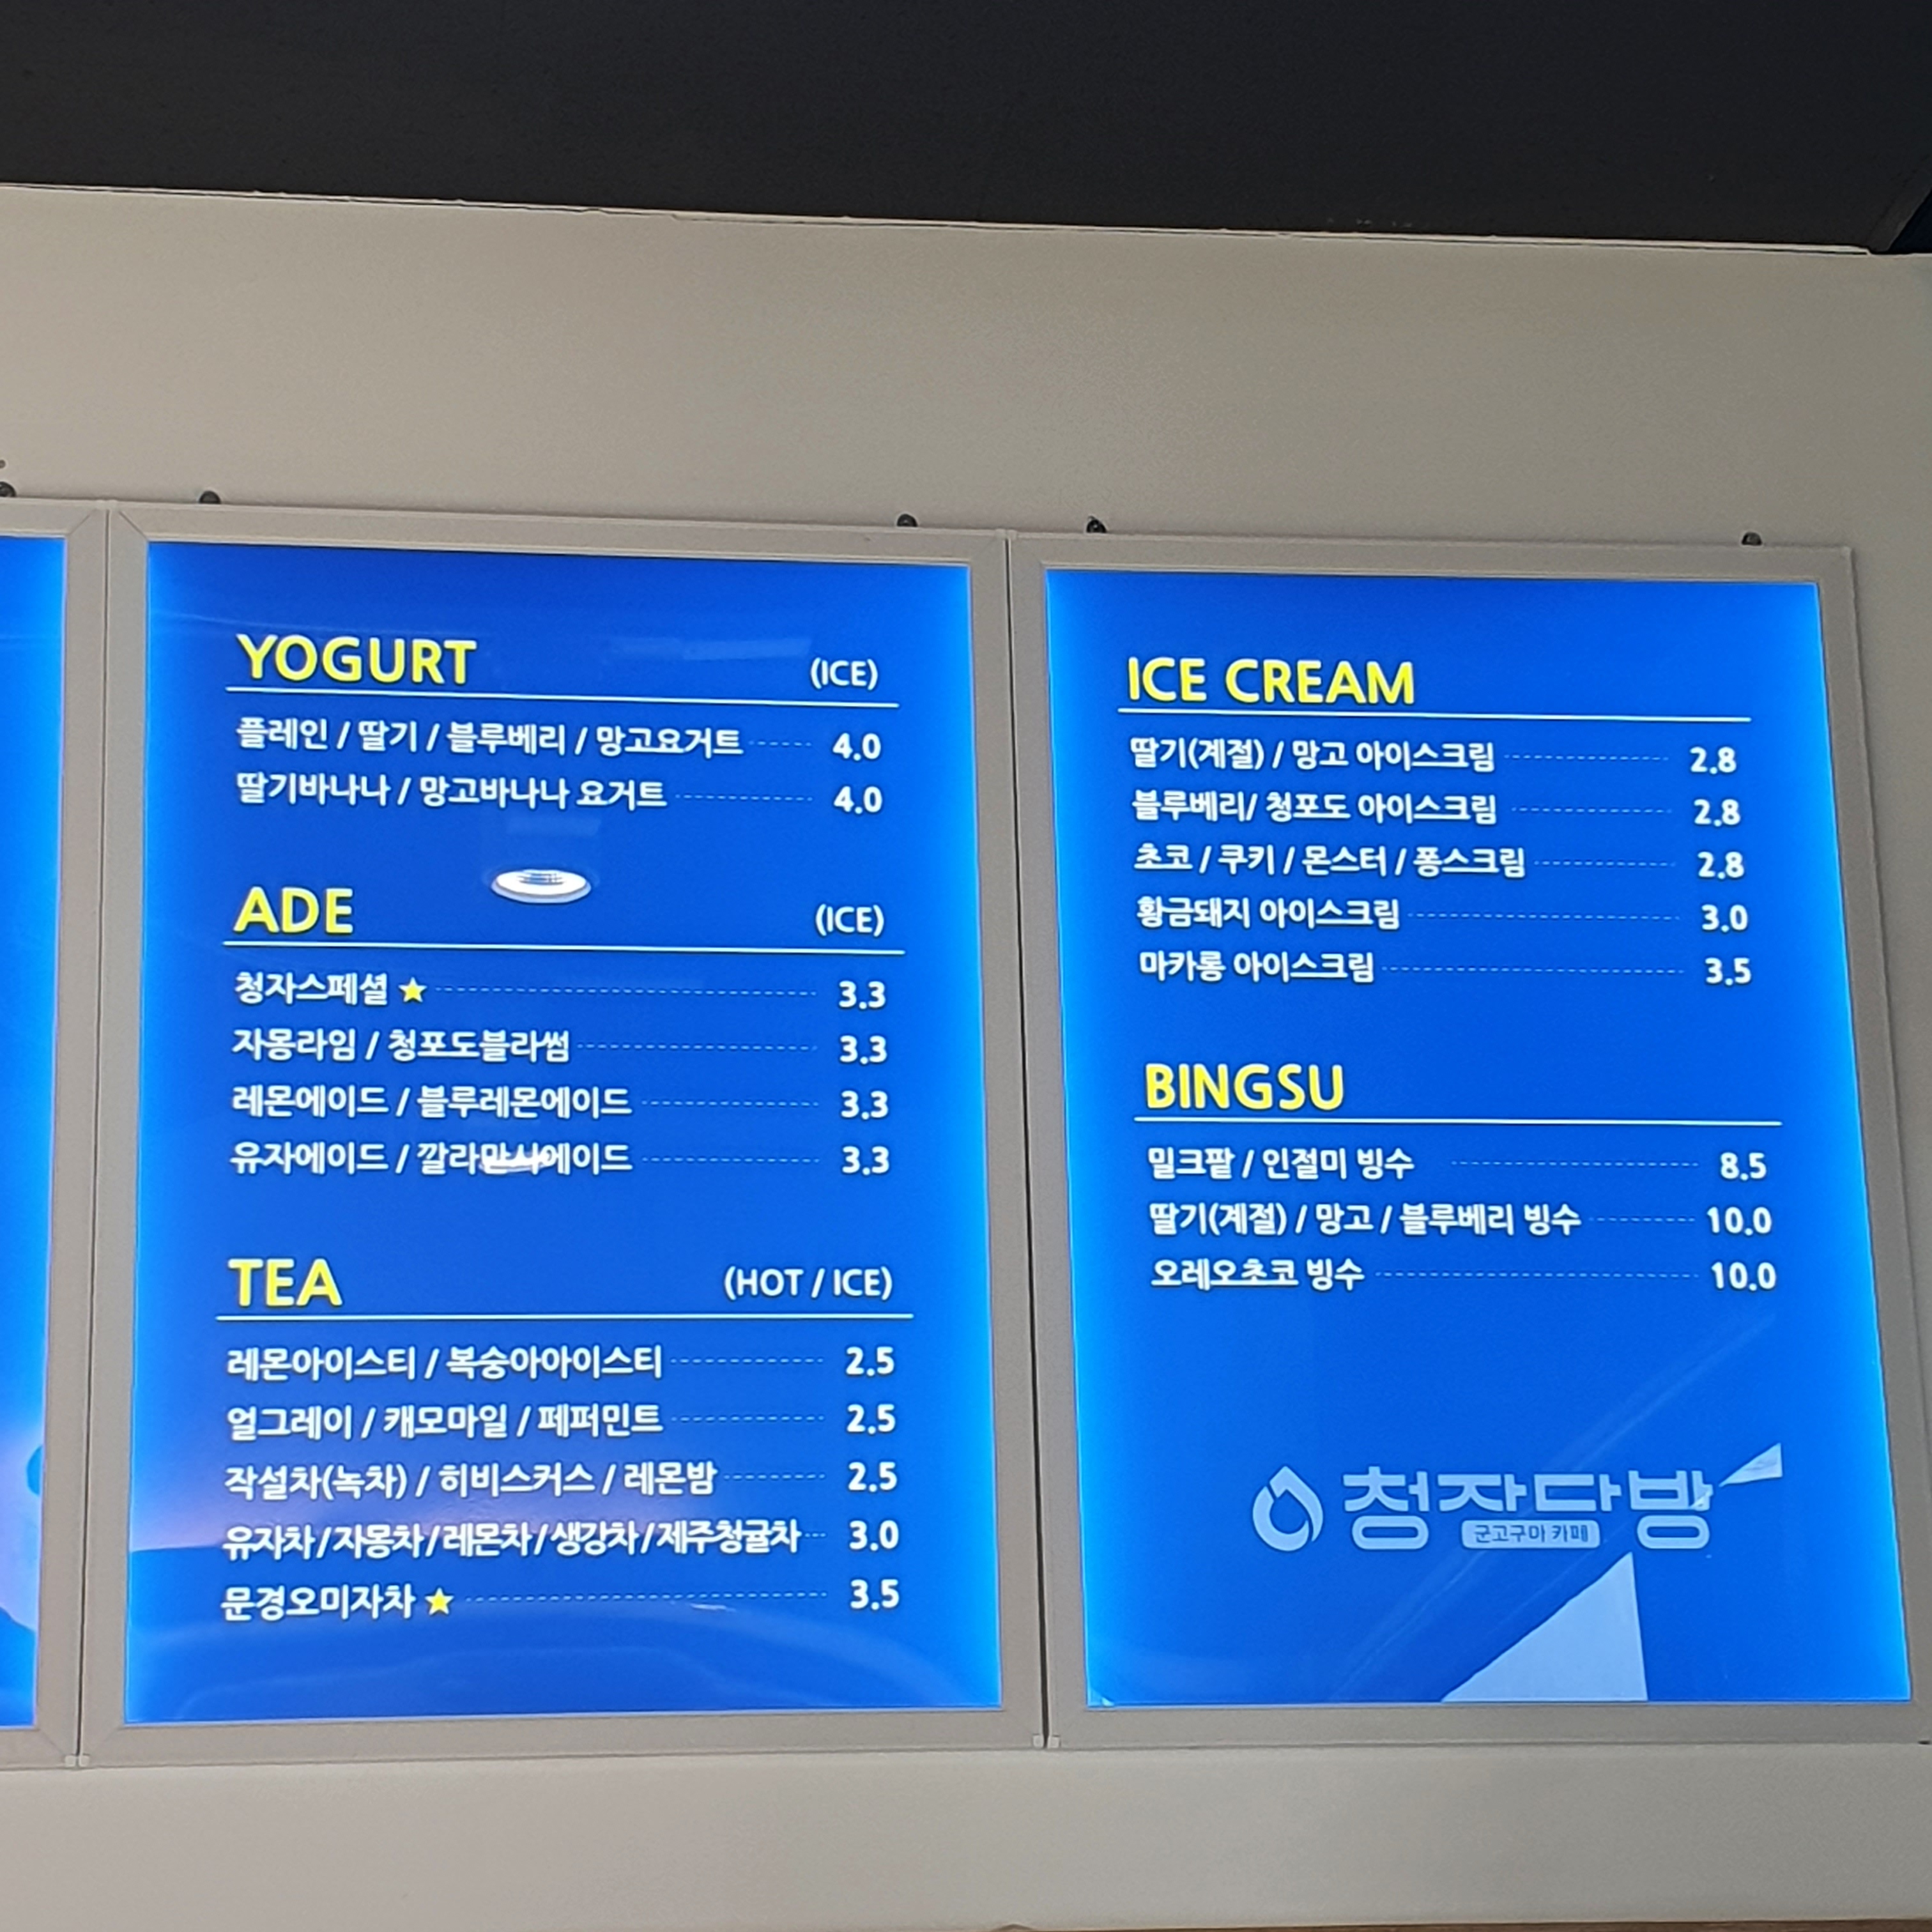 YOGURT (ICE)
플레인 / 딸기 / 블루베리 / 망고요거트 4.0
딸기바나나 / 망고바나나 요거트 4.0
ADE (ICE)
청자스페셜 ★ 3.3
자몽라임 / 청포도블라썸 3.3
레몬에이드 / 블루레몬에이드 3.3
유자에이드 / 깔라만시에이드 3.3
TEA (HOT / ICE)
레몬아이스티 / 복숭아아이스티 2.5
얼그레이 / 캐모마일 / 페퍼민트 2.5
작설차(녹차) / 히비스커스 / 레몬밤 2.5
유자차 / 자몽차 / 레몬차 / 생강차 / 제주청귤차 3.0
문경오미자차 ★ 3.5
ICE CREAM
딸기(계절) / 망고 아이스크림 2.8
블루베리/ 청포도 아이스크림 2.8
초코 / 쿠키 / 몬스터 / 퐁스크림 2.8
황금돼지 아이스크림 3.0
마카롱 아이스크림 3.5
BINGSU
밀크팥 / 인절미 빙수 8.5
딸기(계절) / 망고 / 블루베리 빙수 10.0
오레오초코 빙수 10.0
청자다방
군고구마 카페